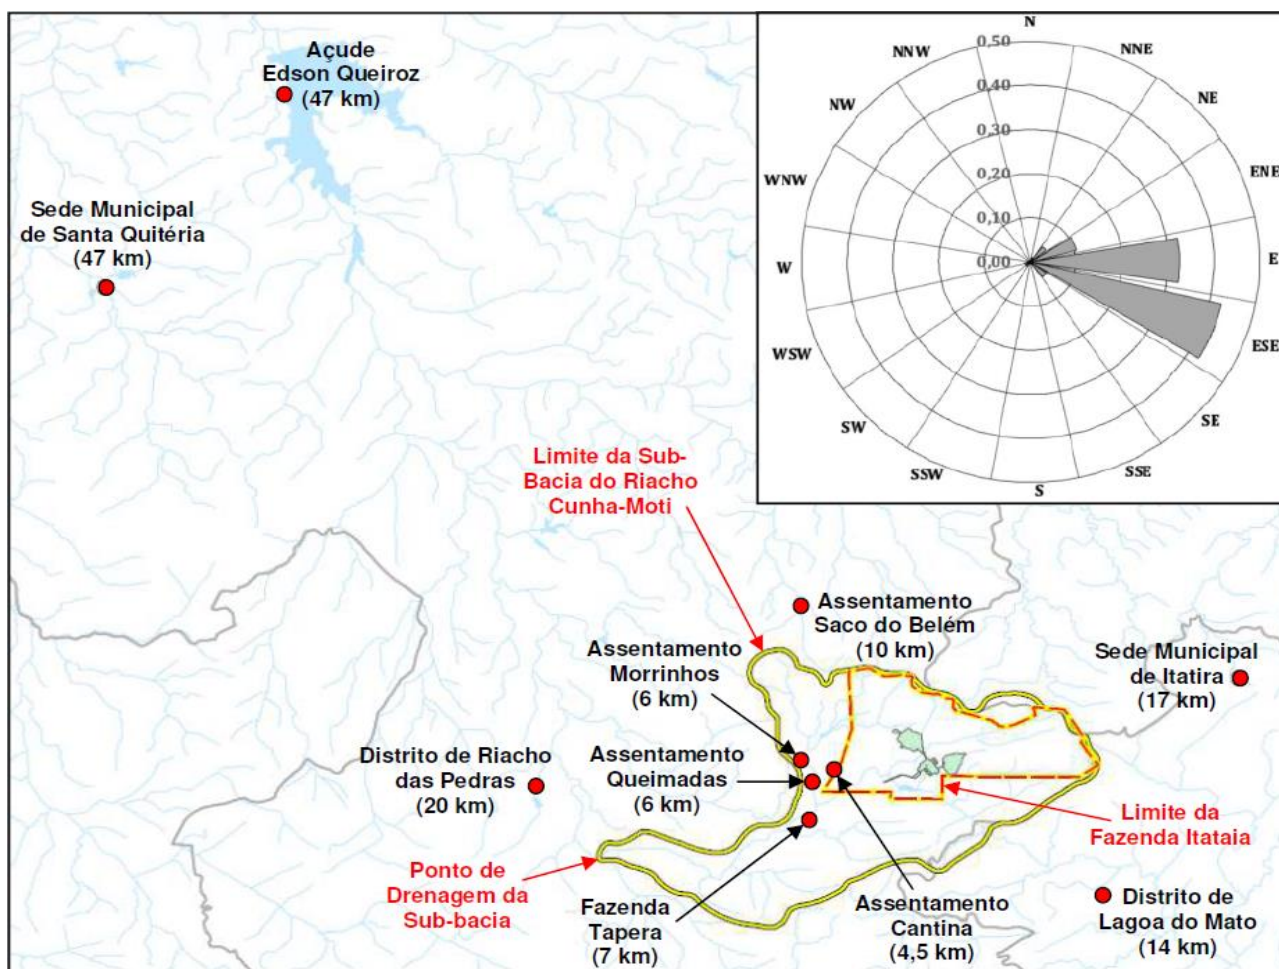 Açude
Edson Queiroz
(47 km)
Sede Municipal
de Santa Quitéria
(47 km)
N
NNE
NE
ENE
E
ESE
SE
SSE
S
SSW
SW
WSW
W
WNW
NW
NNW
0,50
0,40
0,30
0,20
0,10
0,00
Limite da Sub-
Bacia do Riacho
Cunha-Moti
Assentamento
Saco do Belém
(10 km)
Assentamento
Morrinhos
(6 km)
Sede Municipal
de Itatira
(17 km)
Distrito de Riacho
das Pedras
(20 km)
Assentamento
Queimadas
(6 km)
Limite da
Fazenda Itataia
Ponto de
Drenagem da
Sub-bacia
Fazenda
Tapera
(7 km)
Assentamento
Cantina
(4,5 km)
Distrito de
Lagoa do Mato
(14 km)